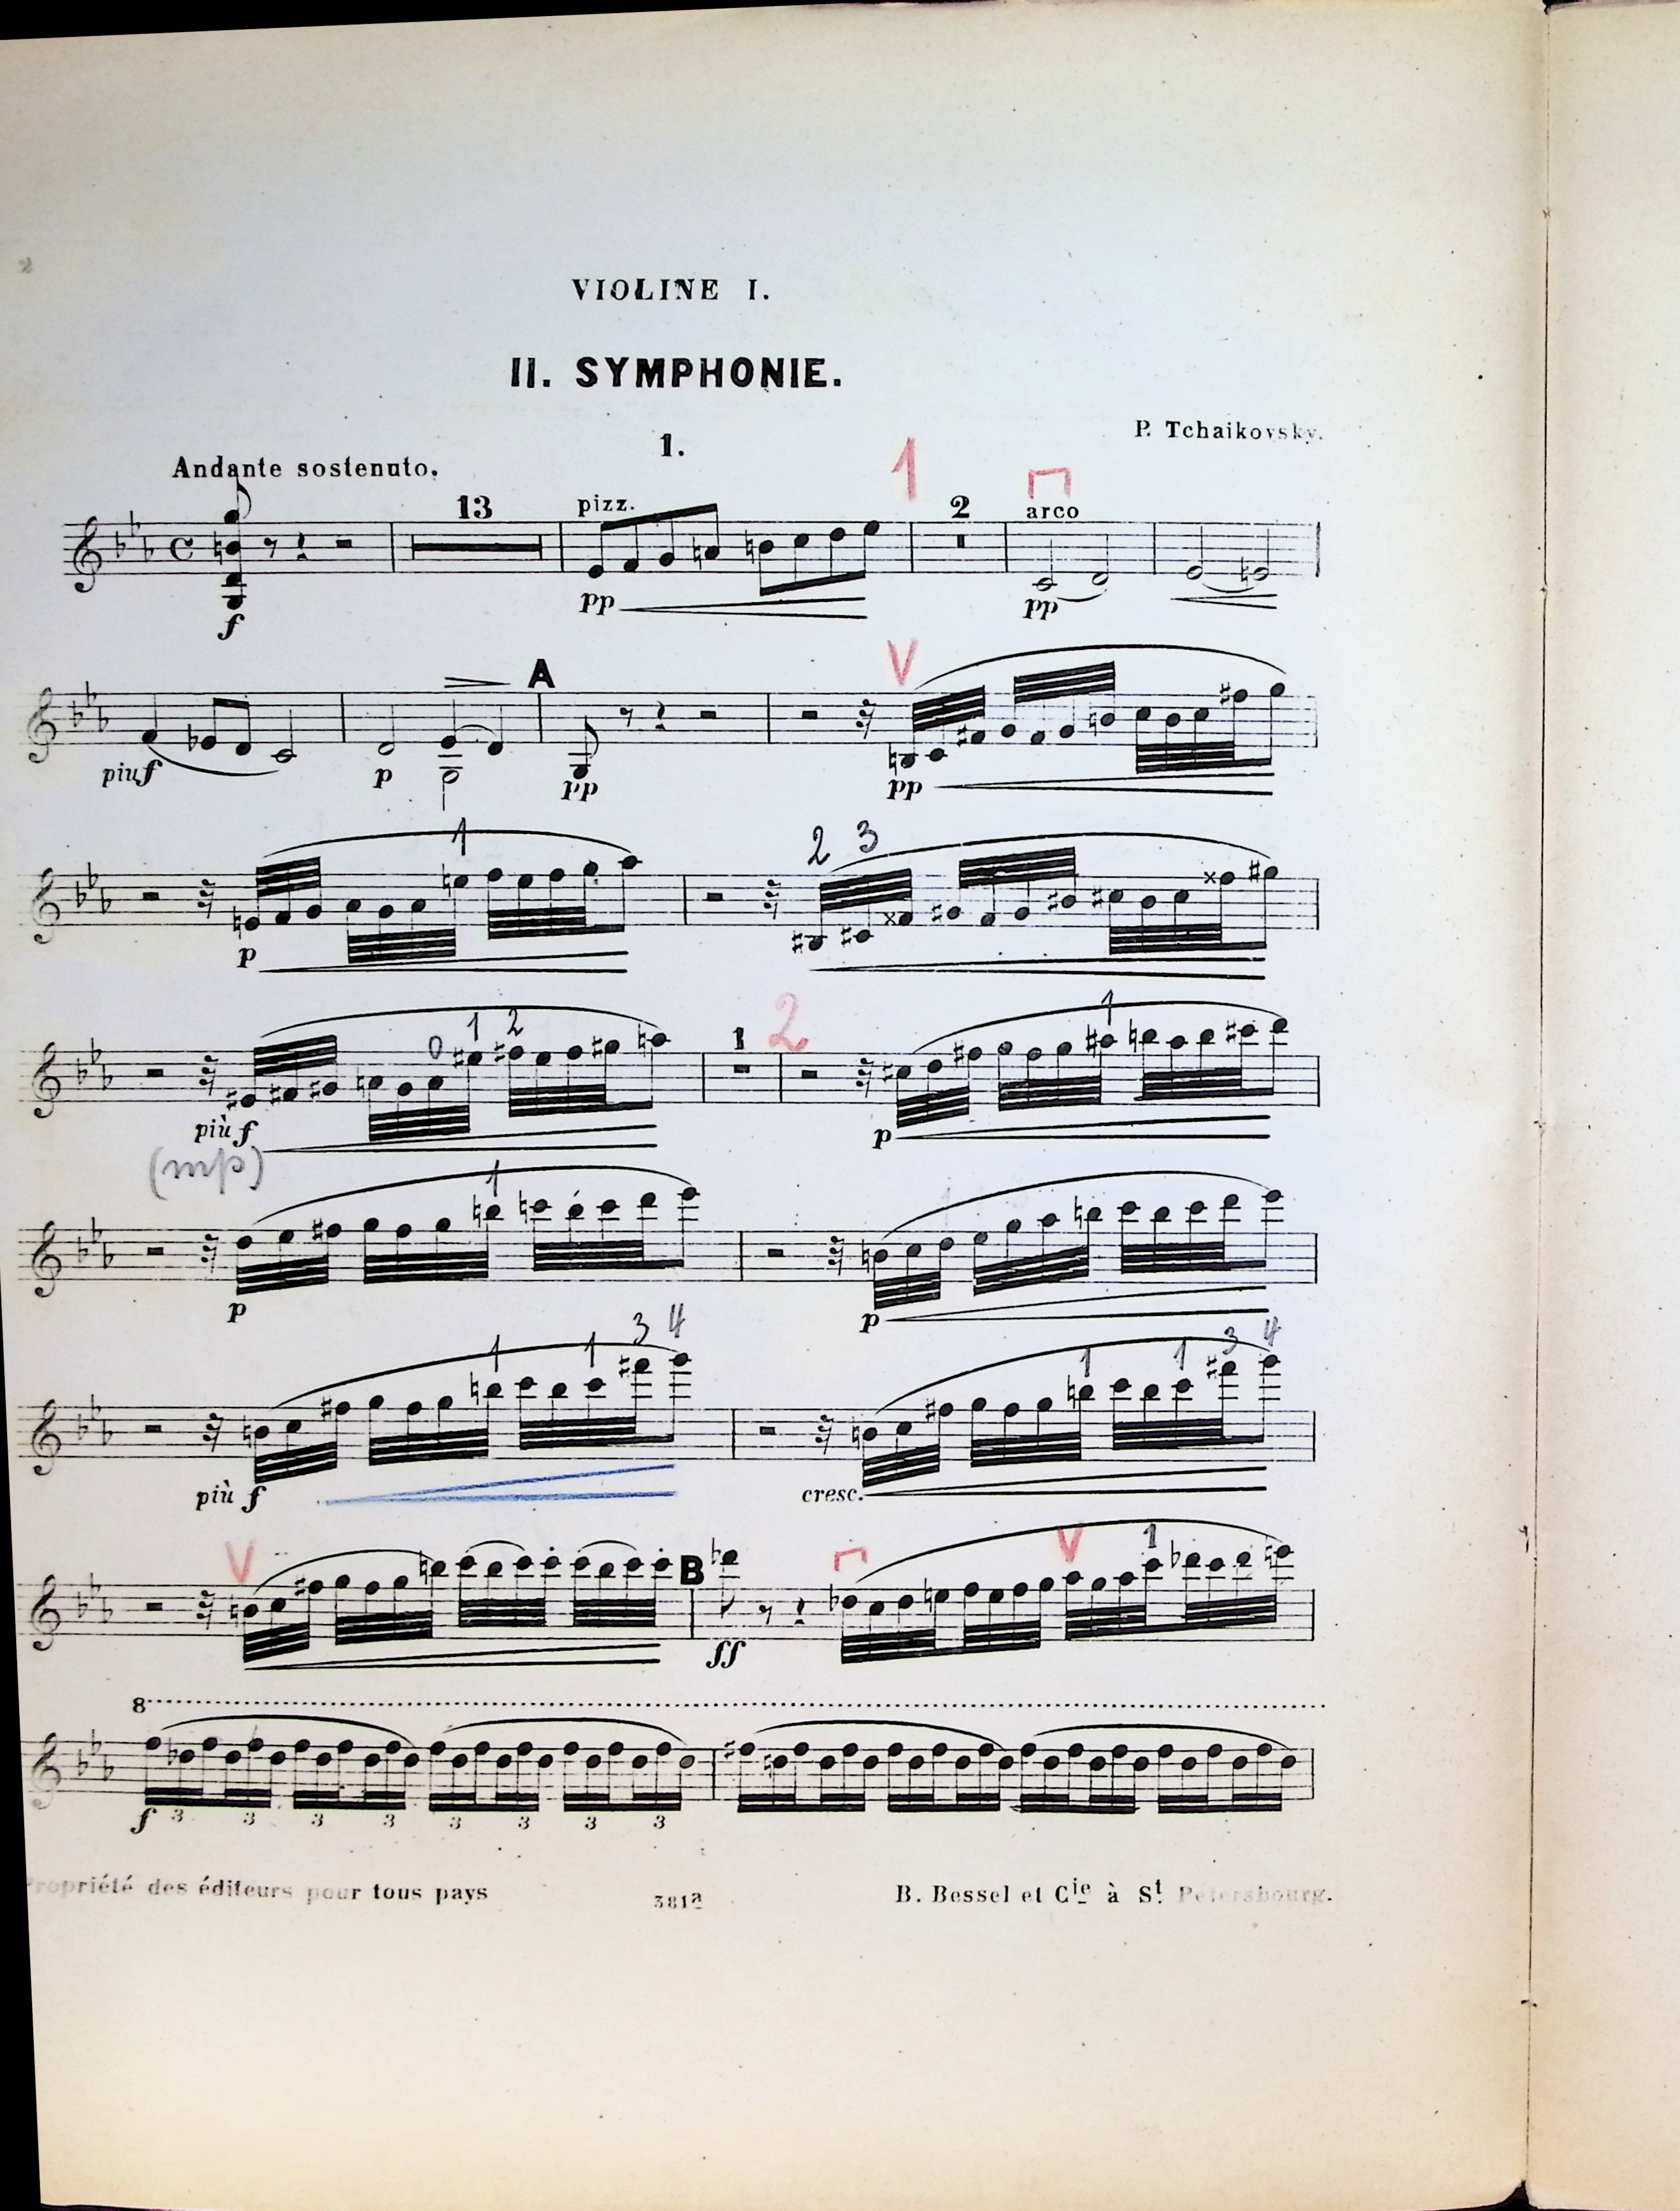 2
VIOLINE I.
II. SYMPHONIE.
1.
P. Tchaikovsky.
Andante sostenuto.
13
pizz.
1
2
arco
f
pp
pp
A
V
più f
p
pp
pp
1
2 3
p
0 1 2
1
2
1
più f
p
(mp)
1
p
p
1 1 3 4
1 1 3 4
più f
cresc.
V
B
V
1
ff
8
f 3 3 3 3 3 3 3 3
Propriété des éditeurs pour tous pays
381a
B. Bessel et Cie à St Pétersbourg.